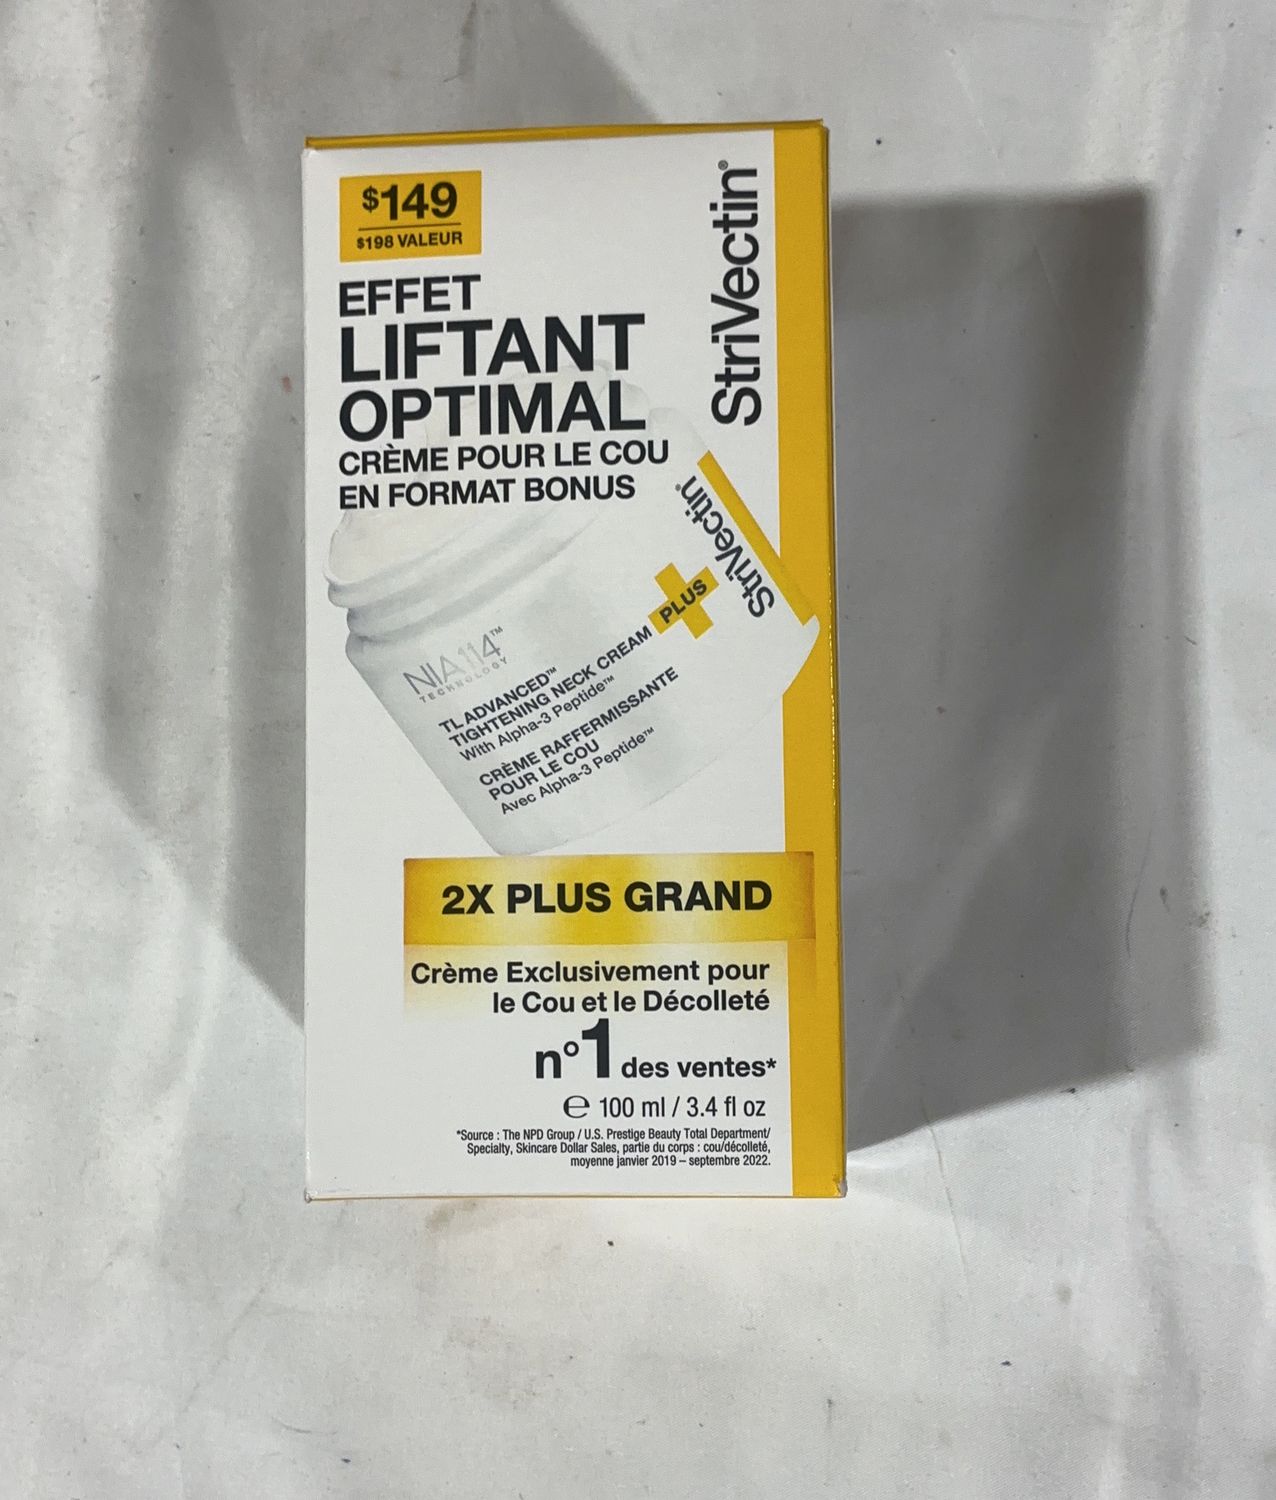 $149
$198 VALEUR
StriVectin®
EFFET
LIFTANT
OPTIMAL
CRÈME POUR LE COU
EN FORMAT BONUS
StriVectin®
NIA114™
TECHNOLOGY
TL ADVANCED™
TIGHTENING NECK CREAM PLUS
With Alpha-3 Peptide™
CRÈME RAFFERMISSANTE
POUR LE COU
Avec Alpha-3 Peptide™
2X PLUS GRAND
Crème Exclusivement pour
le Cou et le Décolleté
n°1 des ventes*
℮ 100 ml / 3.4 fl oz
*Source : The NPD Group / U.S. Prestige Beauty Total Department/
Specialty, Skincare Dollar Sales, partie du corps : cou/décolleté,
moyenne janvier 2019 – septembre 2022.